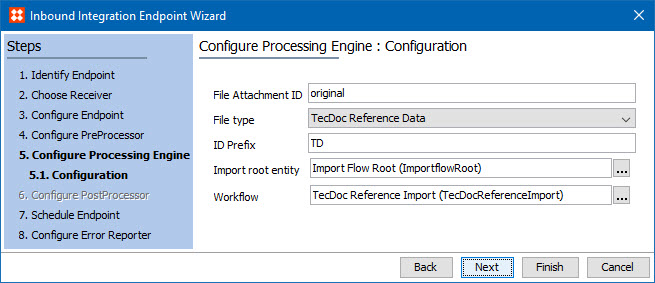 Inbound Integration Endpoint Wizard
Steps
1. Identify Endpoint
2. Choose Receiver
3. Configure Endpoint
4. Configure PreProcessor
5. Configure Processing Engine
5.1. Configuration
6. Configure PostProcessor
7. Schedule Endpoint
8. Configure Error Reporter
Configure Processing Engine : Configuration
File Attachment ID original
File type TecDoc Reference Data
ID Prefix TD
Import root entity Import Flow Root (ImportflowRoot) ...
Workflow TecDoc Reference Import (TecDocReferenceImport) ...
Back Next Finish Cancel